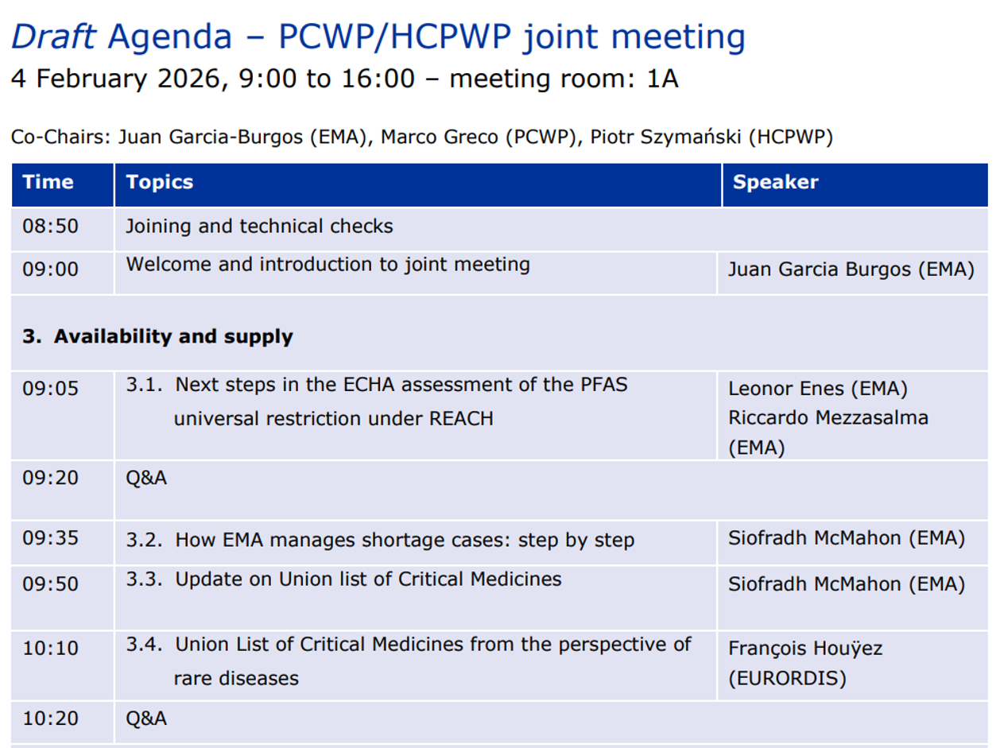 Draft Agenda – PCWP/HCPWP joint meeting
4 February 2026, 9:00 to 16:00 – meeting room: 1A
Co-Chairs: Juan Garcia-Burgos (EMA), Marco Greco (PCWP), Piotr Szymański (HCPWP)
Time Topics Speaker
08:50 Joining and technical checks
09:00 Welcome and introduction to joint meeting Juan Garcia Burgos (EMA)
3. Availability and supply
09:05 3.1. Next steps in the ECHA assessment of the PFAS Leonor Enes (EMA)
universal restriction under REACH Riccardo Mezzasalma
(EMA)
09:20 Q&A
09:35 3.2. How EMA manages shortage cases: step by step Siofradh McMahon (EMA)
09:50 3.3. Update on Union list of Critical Medicines Siofradh McMahon (EMA)
10:10 3.4. Union List of Critical Medicines from the perspective of François Houÿez
rare diseases (EURORDIS)
10:20 Q&A